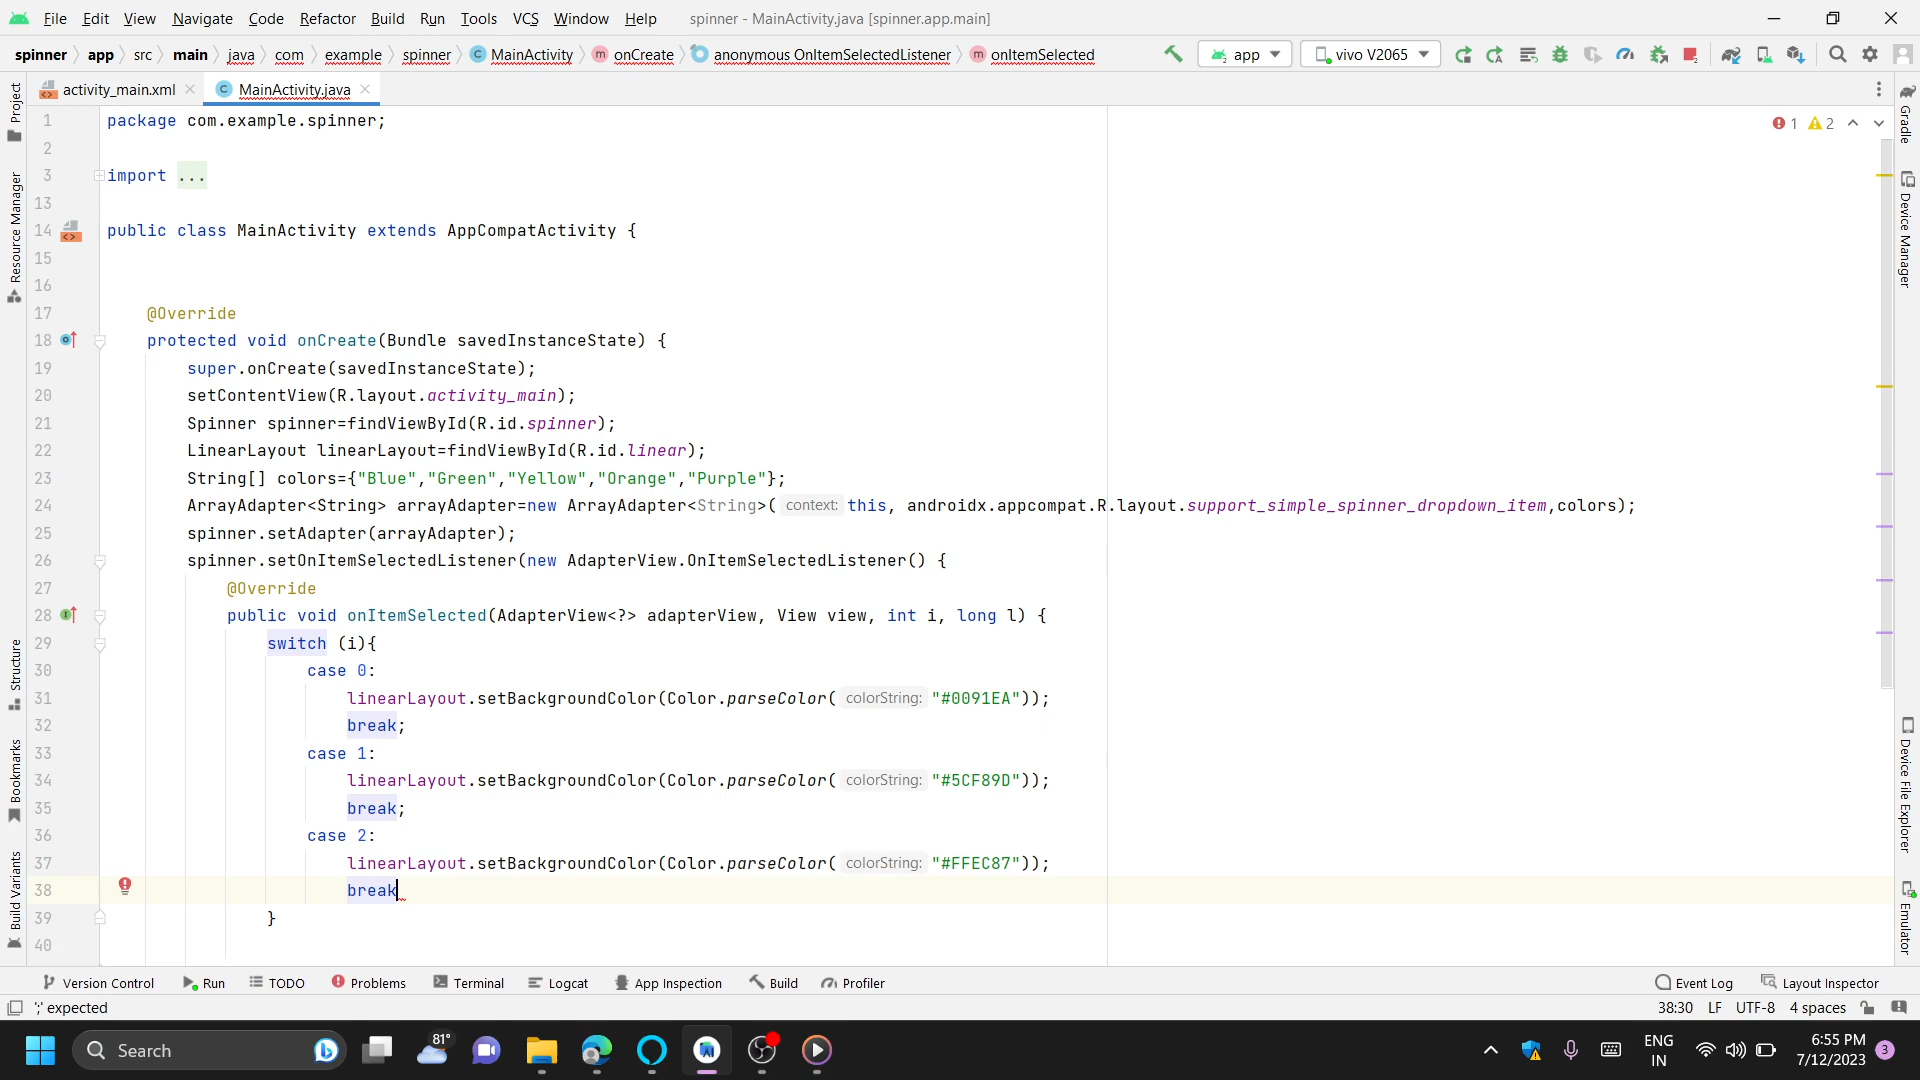 File Edit View Navigate Code Refactor Build Run Tools VCS Window Help spinner - MainActivity.java [spinner.app.main]
spinner app src main java com example spinner MainActivity onCreate anonymous OnItemSelectedListener onItemSelected app vivo V2065
activity_main.xml MainActivity.java
1 package com.example.spinner; 1 2
2
3 import ...
13
14 public class MainActivity extends AppCompatActivity {
15
16
17 @Override
18 protected void onCreate(Bundle savedInstanceState) {
19 super.onCreate(savedInstanceState);
20 setContentView(R.layout.activity_main);
21 Spinner spinner=findViewById(R.id.spinner);
22 LinearLayout linearLayout=findViewById(R.id.linear);
23 String[] colors={"Blue","Green","Yellow","Orange","Purple"};
24 ArrayAdapter<String> arrayAdapter=new ArrayAdapter<String>( context: this, androidx.appcompat.R.layout.support_simple_spinner_dropdown_item,colors);
25 spinner.setAdapter(arrayAdapter);
26 spinner.setOnItemSelectedListener(new AdapterView.OnItemSelectedListener() {
27 @Override
28 public void onItemSelected(AdapterView<?> adapterView, View view, int i, long l) {
29 switch (i){
30 case 0:
31 linearLayout.setBackgroundColor(Color.parseColor( colorString: "#0091EA"));
32 break;
33 case 1:
34 linearLayout.setBackgroundColor(Color.parseColor( colorString: "#5CF89D"));
35 break;
36 case 2:
37 linearLayout.setBackgroundColor(Color.parseColor( colorString: "#FFEC87"));
38 break
39 }
40
Project
Resource Manager
Structure
Bookmarks
Build Variants
Gradle
Device Manager
Device File Explorer
Emulator
Version Control Run TODO Problems Terminal Logcat App Inspection Build Profiler Event Log Layout Inspector
';' expected 38:30 LF UTF-8 4 spaces
Search 81° ENG IN 6:55 PM 7/12/2023 3